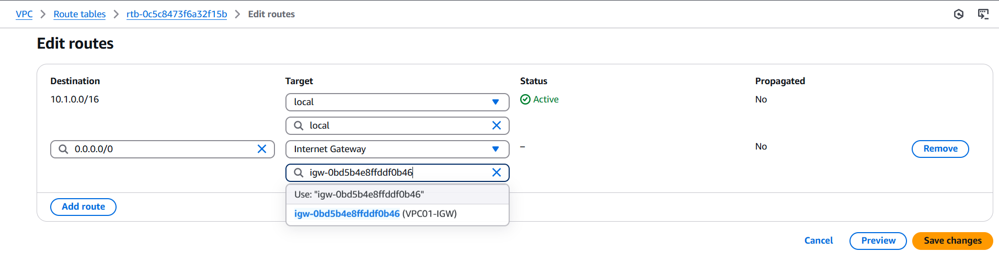 VPC > Route tables > rtb-0c5c8473f6a32f15b > Edit routes
Edit routes
Destination Target Status Propagated
10.1.0.0/16 local Active No
local
0.0.0.0/0 Internet Gateway – No Remove
igw-0bd5b4e8ffddf0b46
Use: "igw-0bd5b4e8ffddf0b46"
Add route
igw-0bd5b4e8ffddf0b46 (VPC01-IGW)
Cancel Preview Save changes